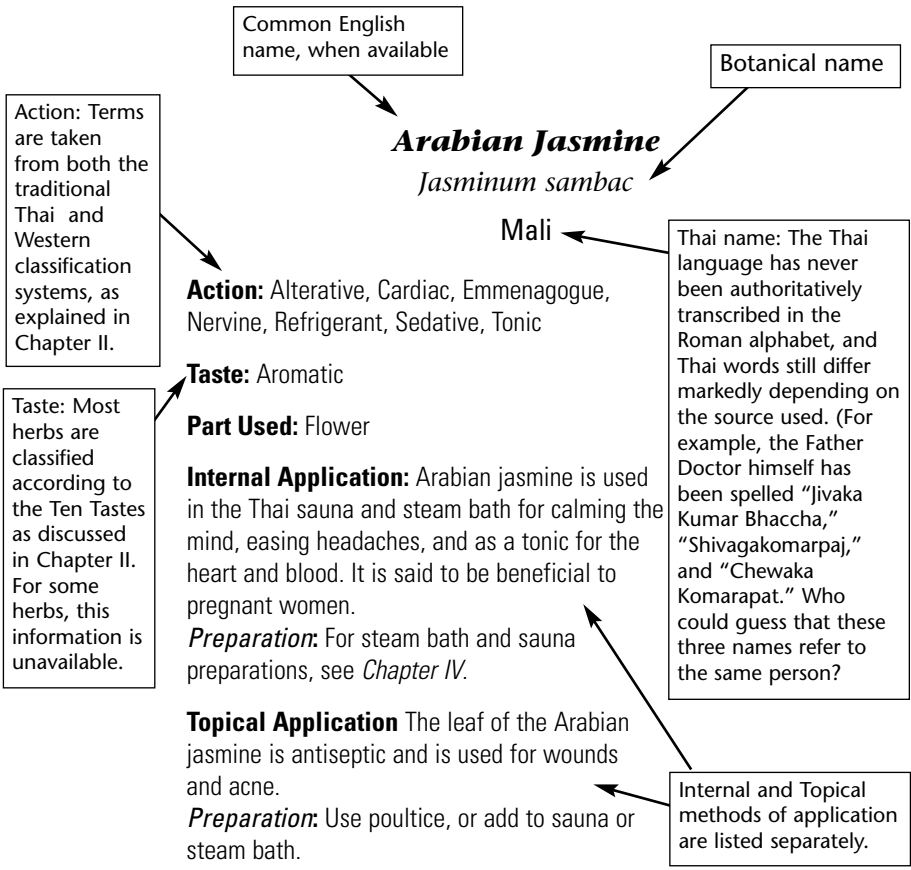 Common English
name, when available
Botanical name
Action: Terms
are taken
from both the
traditional
Thai and
Western
classification
systems, as
explained in
Chapter II.
Arabian Jasmine
Jasminum sambac
Mali
Thai name: The Thai
language has never
been authoritatively
transcribed in the
Roman alphabet, and
Thai words still differ
markedly depending on
the source used. (For
example, the Father
Doctor himself has
been spelled “Jivaka
Kumar Bhaccha,”
“Shivagakomarpaj,”
and “Chewaka
Komarapat.” Who
could guess that these
three names refer to
the same person?
Action: Alterative, Cardiac, Emmenagogue,
Nervine, Refrigerant, Sedative, Tonic
Taste: Aromatic
Taste: Most
herbs are
classified
according to
the Ten Tastes
as discussed
in Chapter II.
For some
herbs, this
information is
unavailable.
Part Used: Flower
Internal Application: Arabian jasmine is used
in the Thai sauna and steam bath for calming the
mind, easing headaches, and as a tonic for the
heart and blood. It is said to be beneficial to
pregnant women.
Preparation: For steam bath and sauna
preparations, see Chapter IV.
Topical Application The leaf of the Arabian
jasmine is antiseptic and is used for wounds
and acne.
Preparation: Use poultice, or add to sauna or
steam bath.
Internal and Topical
methods of application
are listed separately.